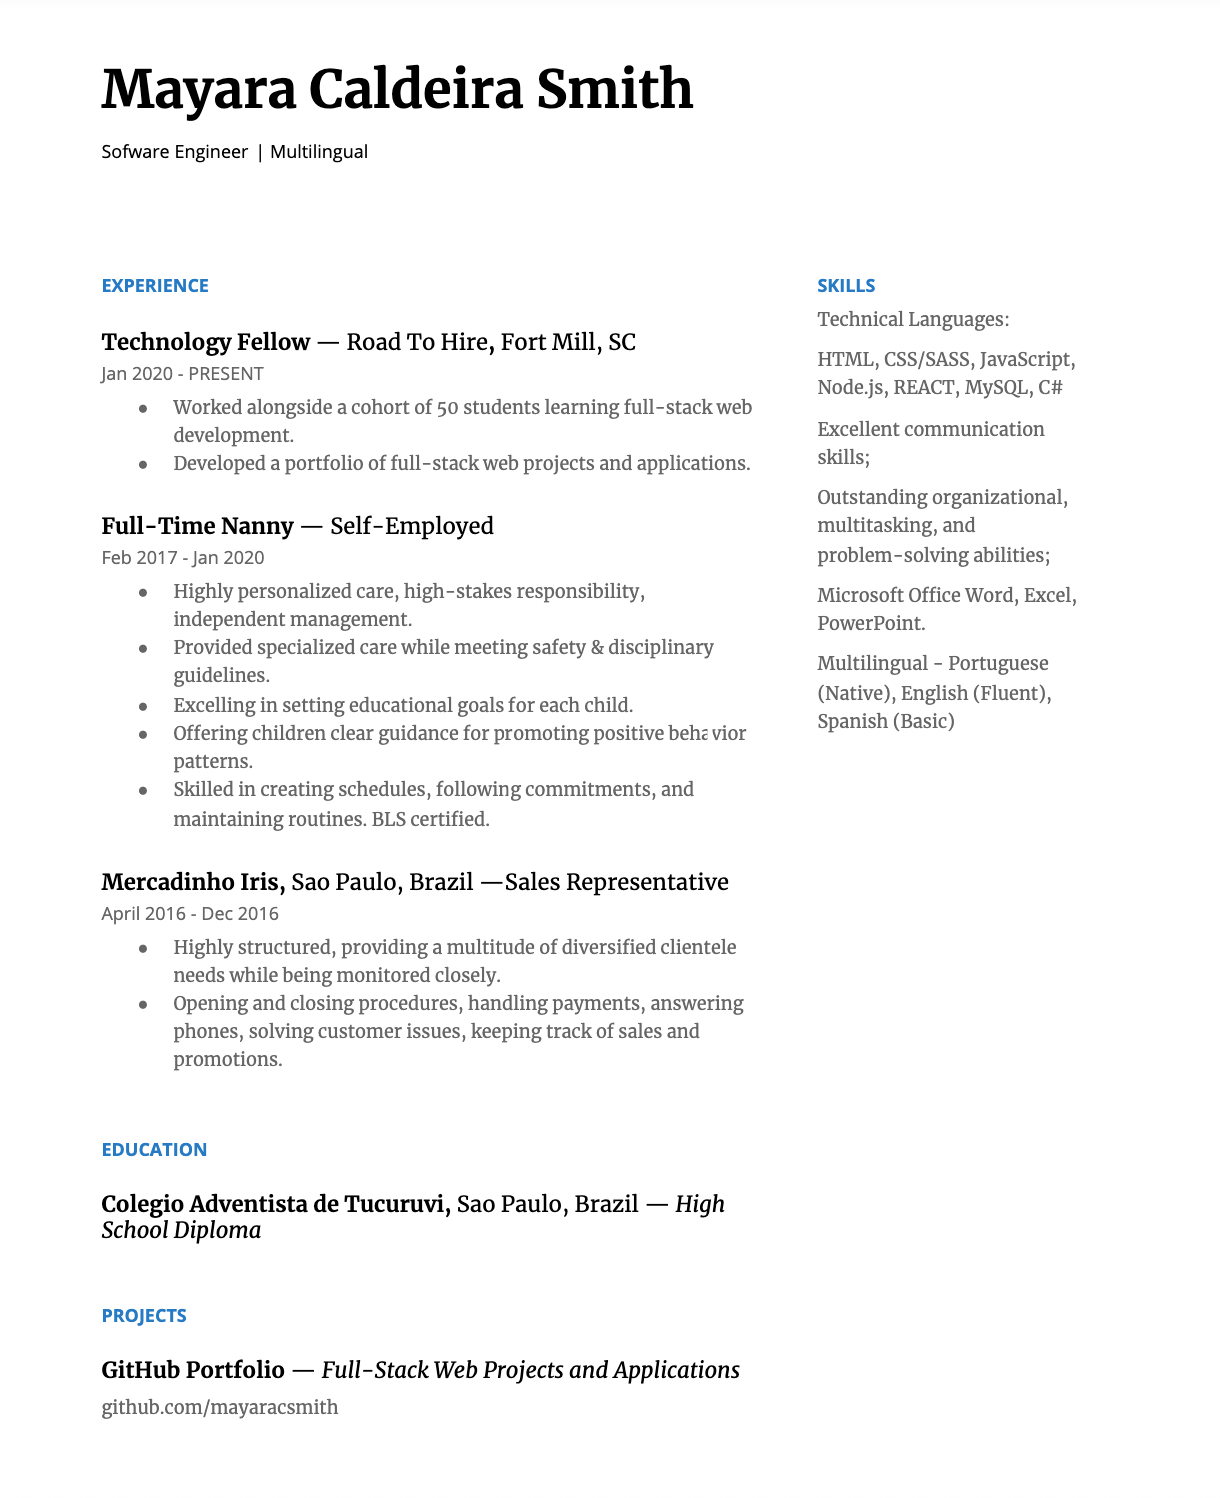 Mayara Caldeira Smith
Sofware Engineer | Multilingual
EXPERIENCE
Technology Fellow — Road To Hire, Fort Mill, SC
Jan 2020 - PRESENT
● Worked alongside a cohort of 50 students learning full-stack web
development.
● Developed a portfolio of full-stack web projects and applications.
Full-Time Nanny — Self-Employed
Feb 2017 - Jan 2020
● Highly personalized care, high-stakes responsibility,
independent management.
● Provided specialized care while meeting safety & disciplinary
guidelines.
● Excelling in setting educational goals for each child.
● Offering children clear guidance for promoting positive behavior
patterns.
● Skilled in creating schedules, following commitments, and
maintaining routines. BLS certified.
Mercadinho Iris, Sao Paulo, Brazil —Sales Representative
April 2016 - Dec 2016
● Highly structured, providing a multitude of diversified clientele
needs while being monitored closely.
● Opening and closing procedures, handling payments, answering
phones, solving customer issues, keeping track of sales and
promotions.
EDUCATION
Colegio Adventista de Tucuruvi, Sao Paulo, Brazil — High
School Diploma
PROJECTS
GitHub Portfolio — Full-Stack Web Projects and Applications
github.com/mayaracsmith
SKILLS
Technical Languages:
HTML, CSS/SASS, JavaScript,
Node.js, REACT, MySQL, C#
Excellent communication
skills;
Outstanding organizational,
multitasking, and
problem-solving abilities;
Microsoft Office Word, Excel,
PowerPoint.
Multilingual - Portuguese
(Native), English (Fluent),
Spanish (Basic)